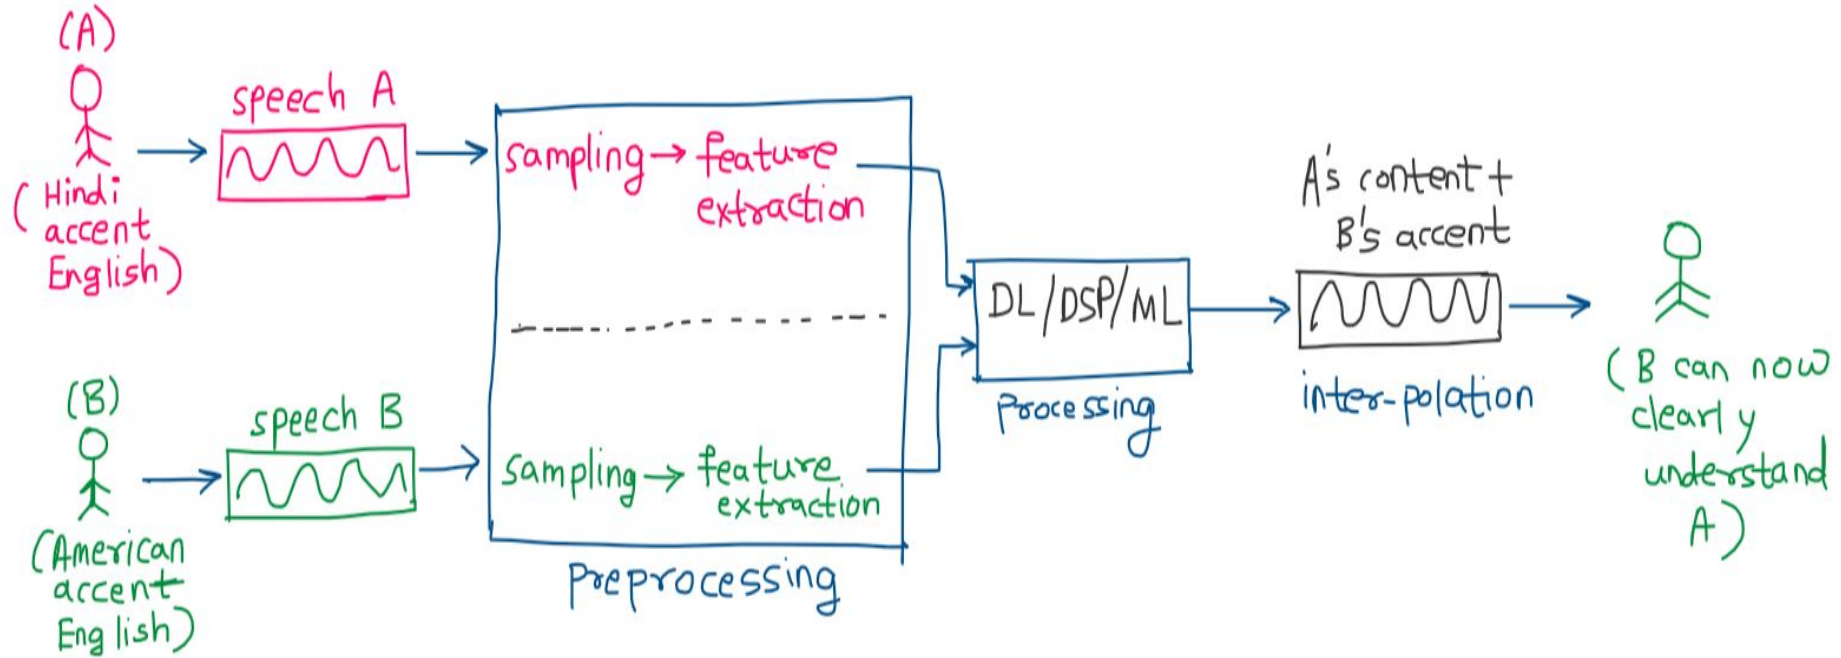 (A)
speech A
(Hindi
accent
English)
sampling → feature
extraction
(B)
speech B
(American
accent
English)
sampling → feature
extraction
Preprocessing
DL/DSP/ML
Processing
A's content +
B's accent
inter-polation
(B can now
clearly
understand
A)